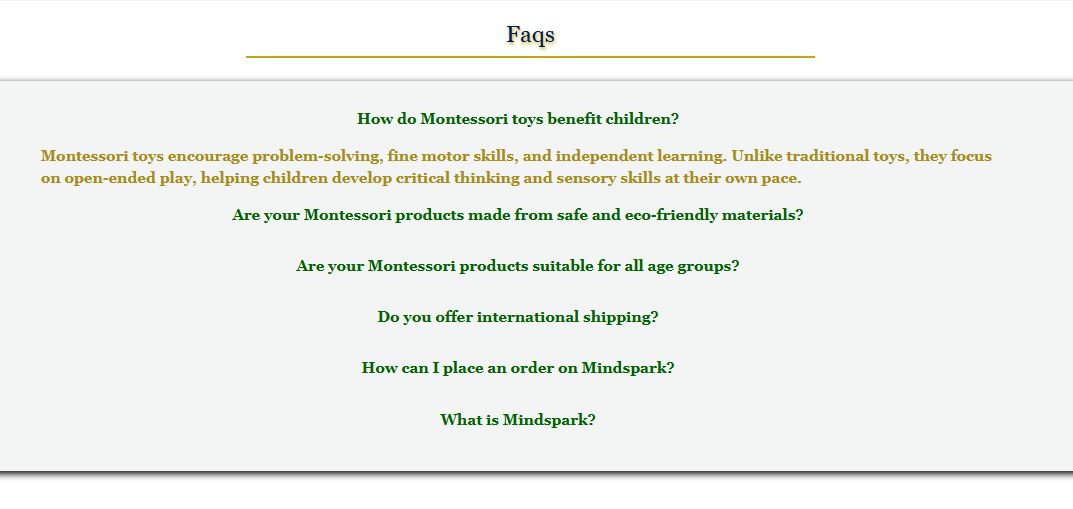 Faqs
How do Montessori toys benefit children?
Montessori toys encourage problem-solving, fine motor skills, and independent learning. Unlike traditional toys, they focus
on open-ended play, helping children develop critical thinking and sensory skills at their own pace.
Are your Montessori products made from safe and eco-friendly materials?
Are your Montessori products suitable for all age groups?
Do you offer international shipping?
How can I place an order on Mindspark?
What is Mindspark?